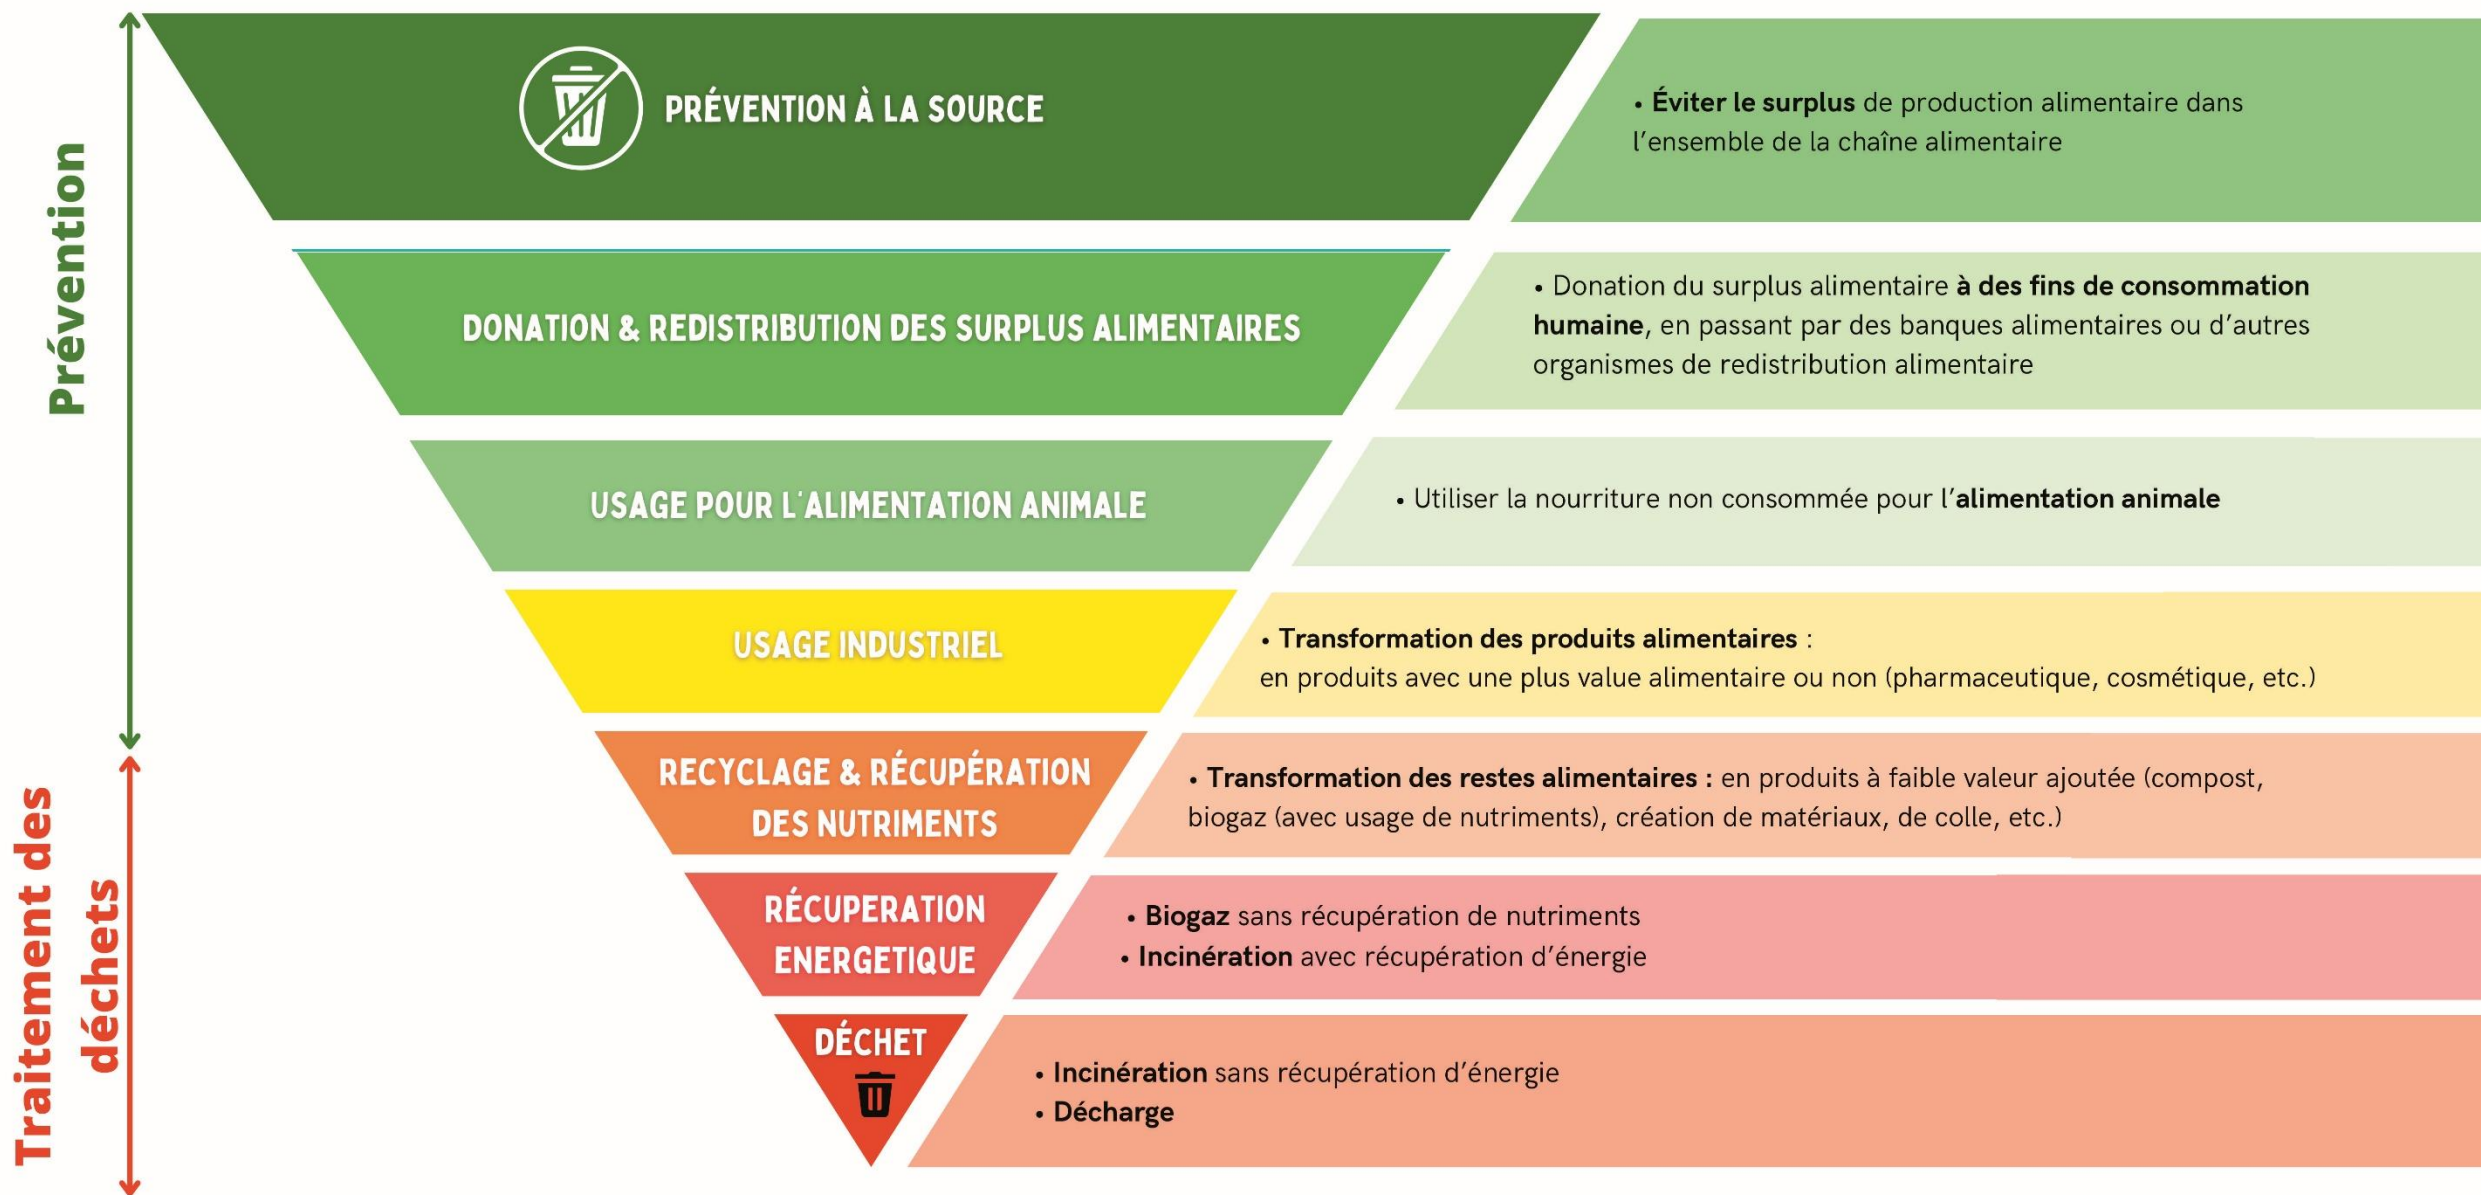 Prévention
PRÉVENTION À LA SOURCE
• Éviter le surplus de production alimentaire dans
l'ensemble de la chaîne alimentaire
DONATION & REDISTRIBUTION DES SURPLUS ALIMENTAIRES
• Donation du surplus alimentaire à des fins de consommation
humaine, en passant par des banques alimentaires ou d'autres
organismes de redistribution alimentaire
USAGE POUR L'ALIMENTATION ANIMALE
• Utiliser la nourriture non consommée pour l'alimentation animale
USAGE INDUSTRIEL
• Transformation des produits alimentaires :
en produits avec une plus value alimentaire ou non (pharmaceutique, cosmétique, etc.)
Traitement des
déchets
RECYCLAGE & RÉCUPÉRATION
DES NUTRIMENTS
• Transformation des restes alimentaires : en produits à faible valeur ajoutée (compost,
biogaz (avec usage de nutriments), création de matériaux, de colle, etc.)
RÉCUPERATION
ENERGETIQUE
• Biogaz sans récupération de nutriments
• Incinération avec récupération d'énergie
DÉCHET
• Incinération sans récupération d'énergie
• Décharge